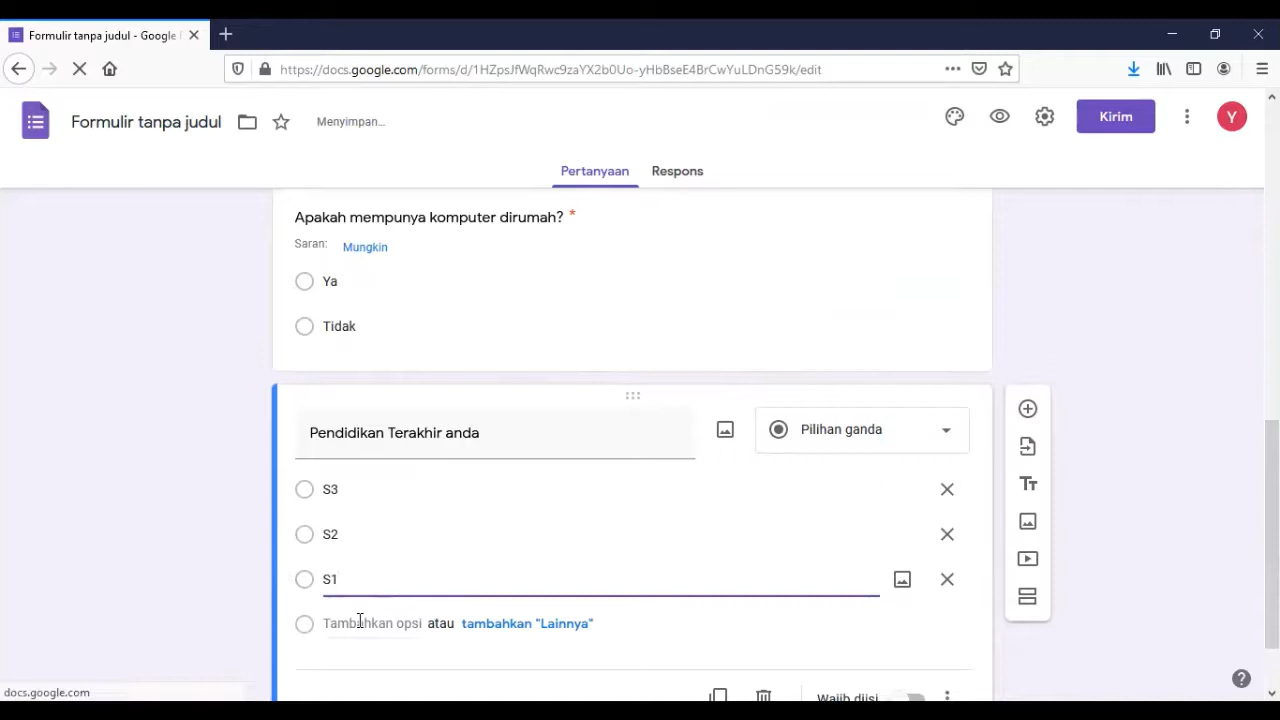 Formulir tanpa judul - Google
https://docs.google.com/forms/d/1HZpsJfWqRwc9zaYX2b0Uo-yHbBseE4BrCwYuLDnG59k/edit
Formulir tanpa judul
Menyimpan...
Kirim
Y
Pertanyaan
Respons
Apakah mempunya komputer dirumah? *
Saran:
Mungkin
Ya
Tidak
Pendidikan Terakhir anda
Pilihan ganda
S3
S2
S1
Tambahkan opsi atau tambahkan "Lainnya"
docs.google.com
Wajib diisi